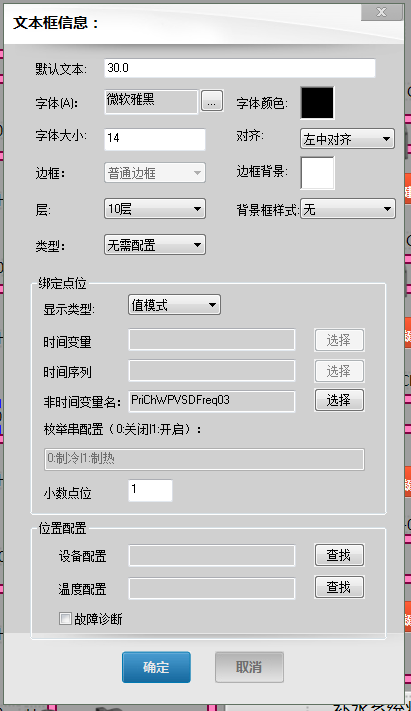 文本框信息：
默认文本: 30.0
字体(A): 微软雅黑 ... 字体颜色:
字体大小: 14 对齐: 左中对齐
边框: 普通边框 边框背景:
层: 10层 背景框样式: 无
类型: 无需配置
绑定点位
显示类型: 值模式
时间变量 选择
时间序列 选择
非时间变量名: PriChWPVSDFreq03 选择
枚举串配置（0:关闭|1:开启）:
0:制冷|1:制热
小数点位 1
位置配置
设备配置 查找
温度配置 查找
故障诊断
确定 取消